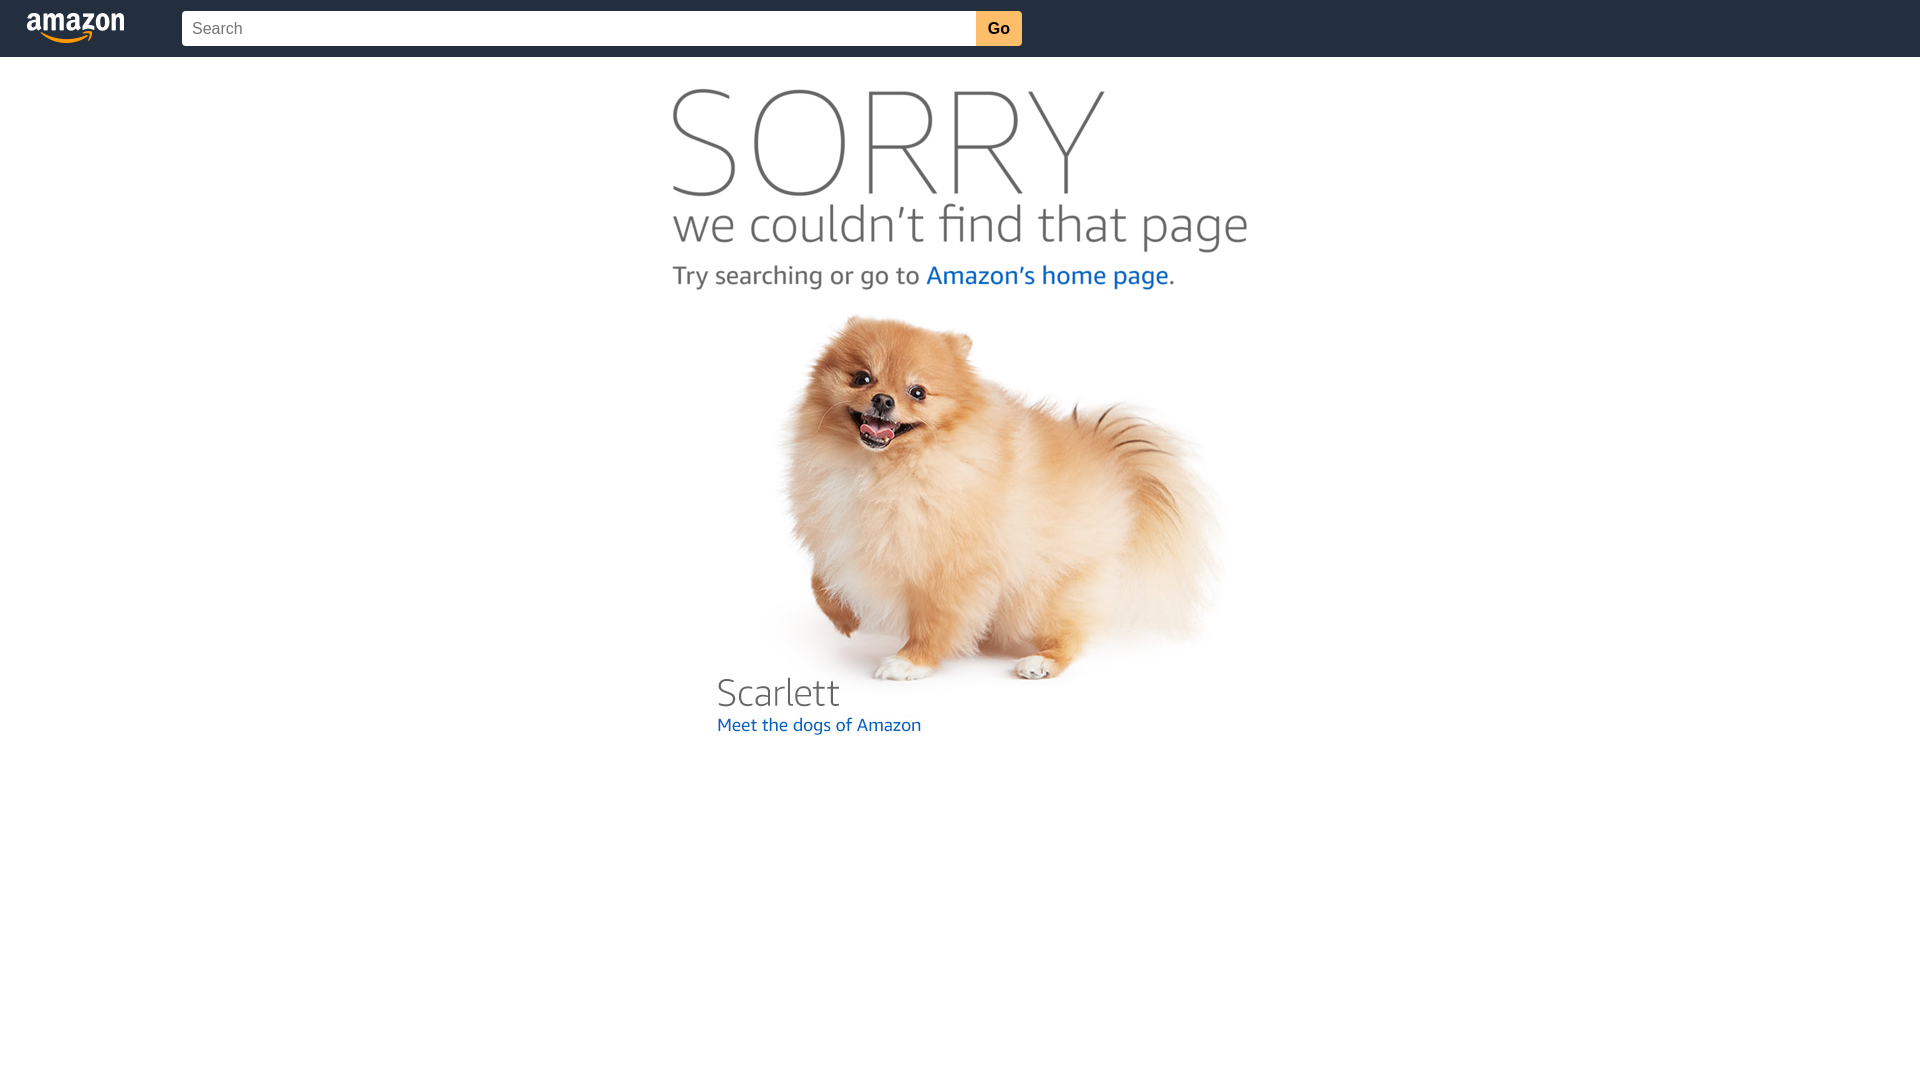 amazon
Search
Go
SORRY
we couldn't find that page
Try searching or go to Amazon's home page.
Scarlett
Meet the dogs of Amazon